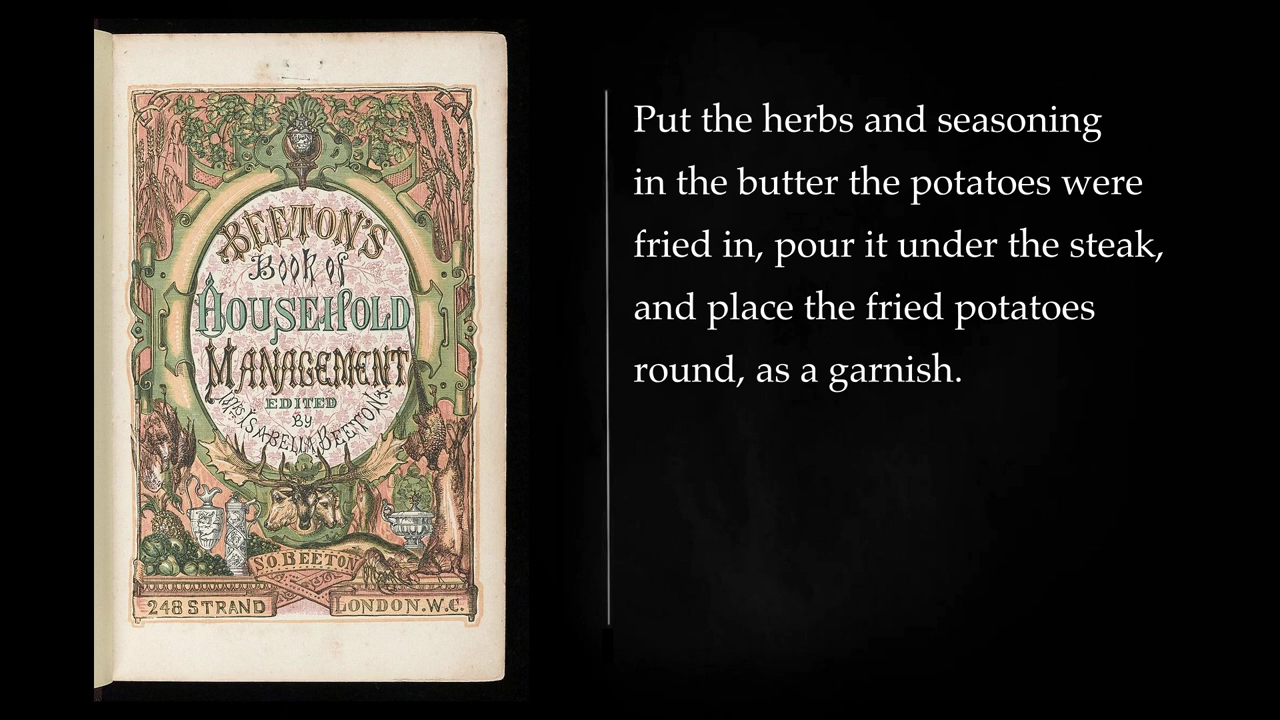 BEETON'S
Book of
HOUSEHOLD
MANAGEMENT
EDITED
BY
MRS ISABELLA BEETON
S.O. BEETON
248 STRAND
LONDON. W.C.
Put the herbs and seasoning
in the butter the potatoes were
fried in, pour it under the steak,
and place the fried potatoes
round, as a garnish.